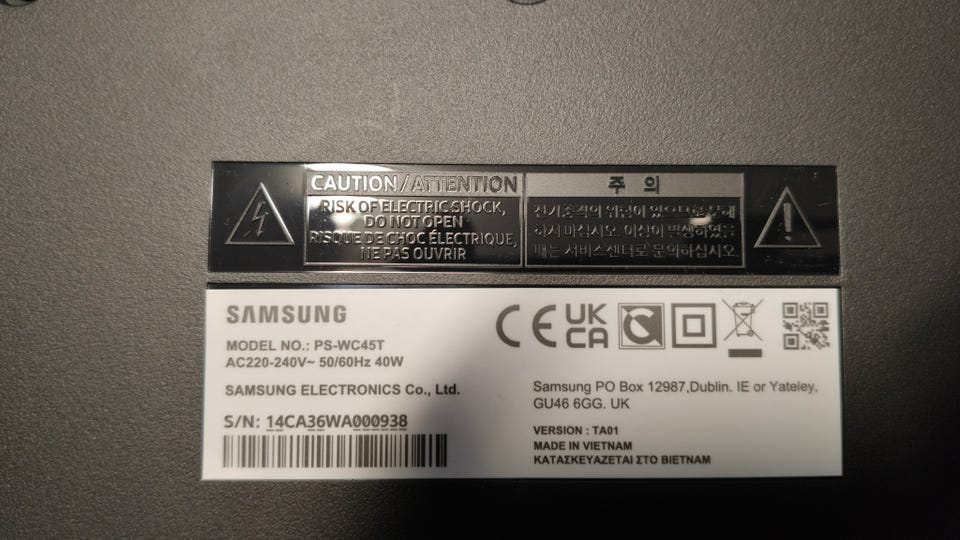 CAUTION/ATTENTION
RISK OF ELECTRIC SHOCK,
DO NOT OPEN
RISQUE DE CHOC ÉLECTRIQUE,
NE PAS OUVRIR
주 의
전기충격의 위험이 있으므로 분해
하지 마십시오. 이상이 발생하였을
때는 서비스센터로 문의하십시오.
SAMSUNG
MODEL NO.: PS-WC45T
AC220-240V~ 50/60Hz 40W
SAMSUNG ELECTRONICS Co., Ltd.
S/N: 14CA36WA000938
CE
UK
CA
Samsung PO Box 12987,Dublin. IE or Yateley,
GU46 6GG. UK
VERSION : TA01
MADE IN VIETNAM
ΚΑΤΑΣΚΕΥΑΖΕΤΑΙ ΣΤΟ ΒΙΕΤΝΑΜ